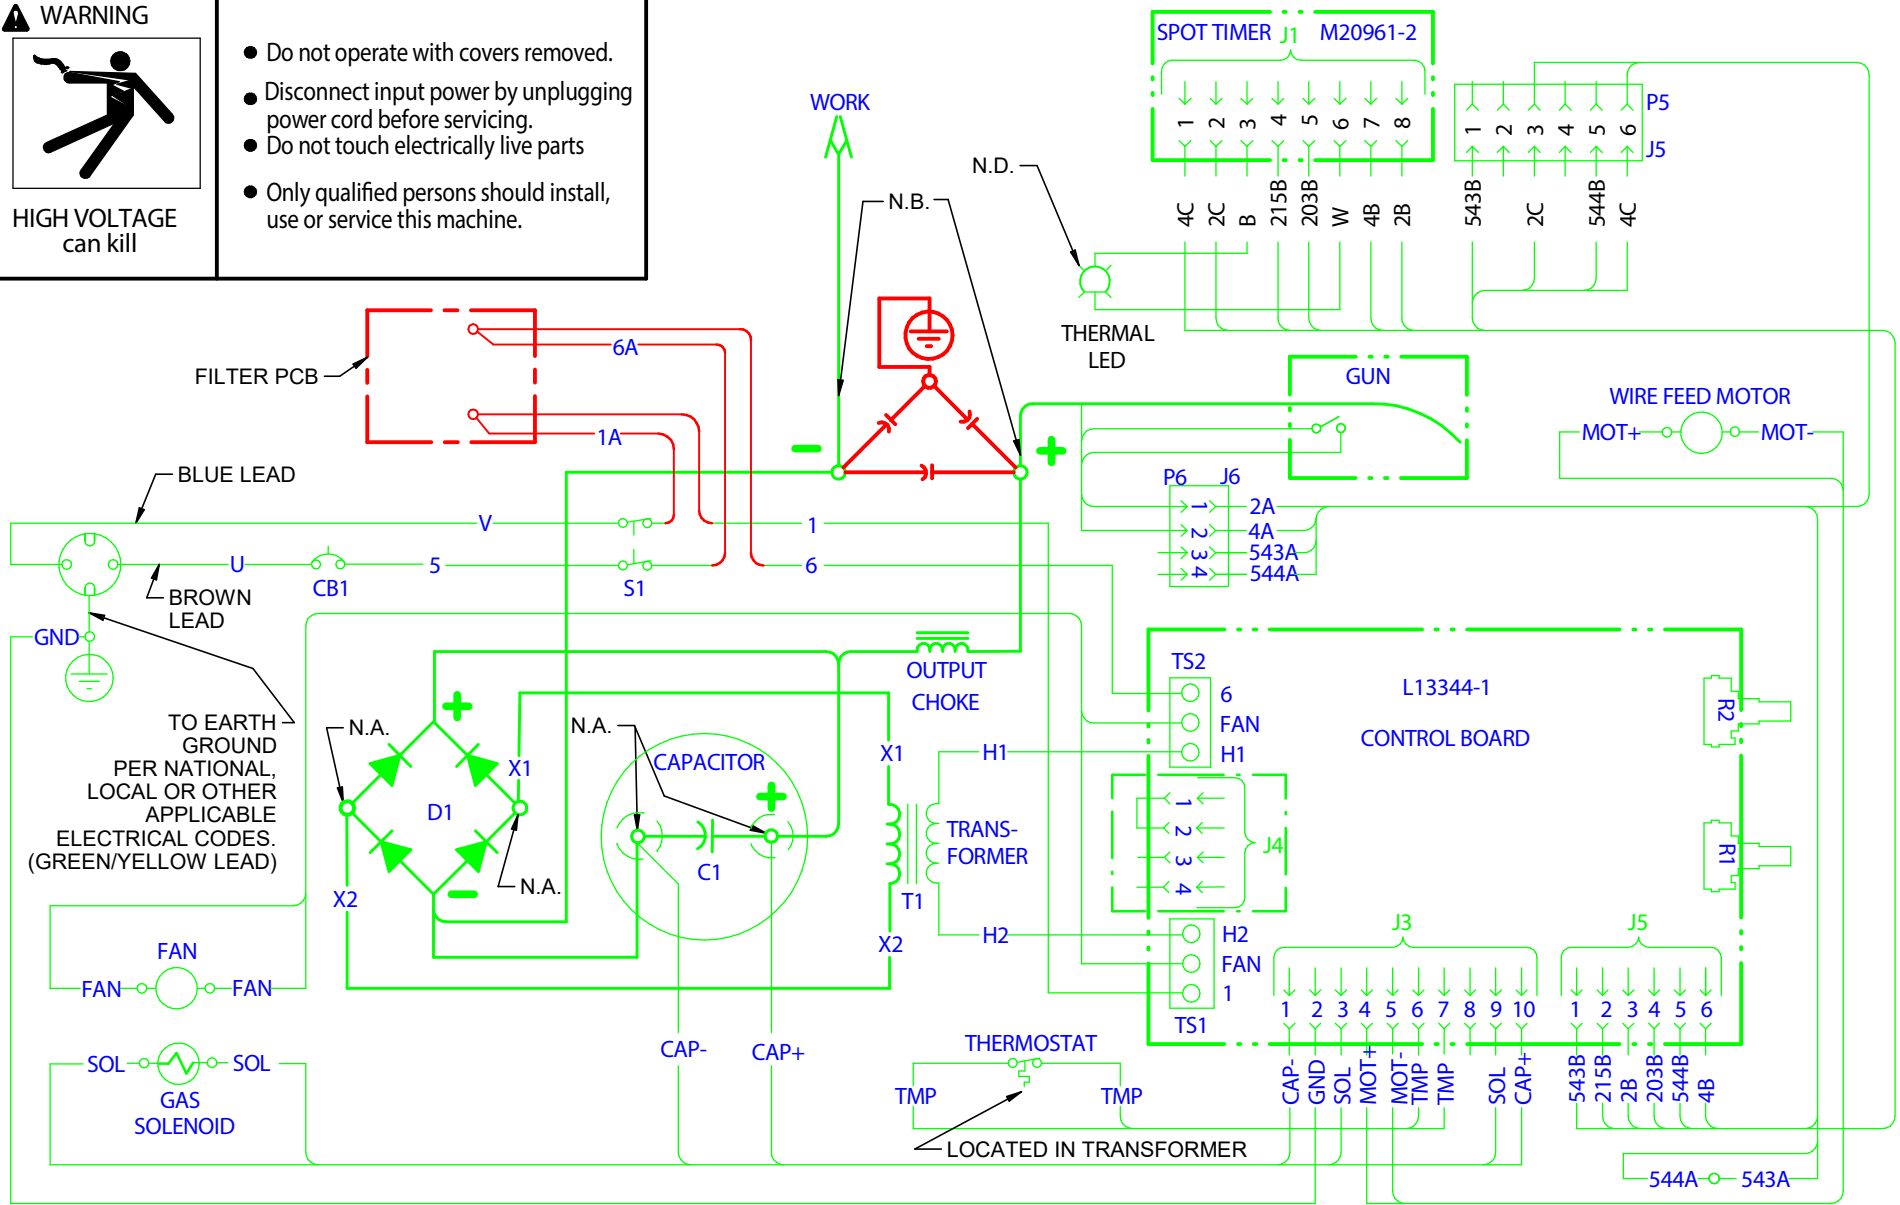 WARNING
HIGH VOLTAGE
can kill
● Do not operate with covers removed.
● Disconnect input power by unplugging
power cord before servicing.
● Do not touch electrically live parts
● Only qualified persons should install,
use or service this machine.
WORK
N.B.
N.D.
THERMAL
LED
SPOT TIMER J1 M20961-2
1 2 3 4 5 6 7 8
4C 2C B 215B 203B W 4B 2B
P5
1 2 3 4 5 6
J5
543B 2C 544B 4C
FILTER PCB
6A
1A
GUN
WIRE FEED MOTOR
MOT+ MOT-
P6 J6
1 2A
2 4A
3 543A
4 544A
BLUE LEAD
V
1
U
CB1
5
S1
6
BROWN
LEAD
GND
TO EARTH
GROUND
PER NATIONAL,
LOCAL OR OTHER
APPLICABLE
ELECTRICAL CODES.
(GREEN/YELLOW LEAD)
N.A.
+
X1
D1
N.A.
X2
N.A.
CAPACITOR
+
C1
OUTPUT
CHOKE
X1
H1
TRANS-
FORMER
T1
X2
H2
TS2
6
FAN
H1
L13344-1
CONTROL BOARD
R2
R1
1
2
3
4
J4
H2
FAN
1
TS1
J3
1 2 3 4 5 6 7 8 9 10
CAP- GND SOL MOT+ MOT- TMP TMP SOL CAP+
J5
1 2 3 4 5 6
543B 215B 2B 203B 544B 4B
FAN
FAN FAN
SOL SOL
GAS
SOLENOID
CAP- CAP+
THERMOSTAT
TMP TMP
LOCATED IN TRANSFORMER
544A 543A